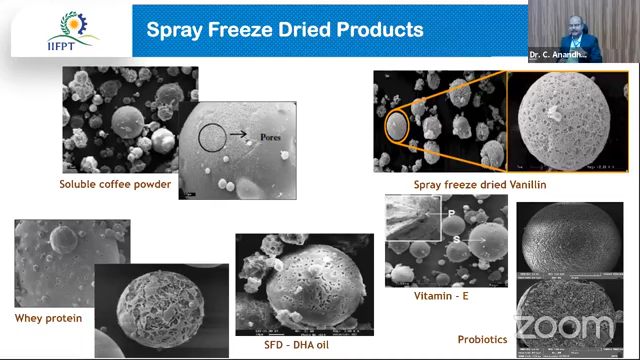 Spray Freeze Dried Products
IIFPT
Dr. C. Anandh...
Pores
Soluble coffee powder
Spray freeze dried Vanillin
P
S
Vitamin - E
Whey protein
SFD - DHA oil
Probiotics
zoom